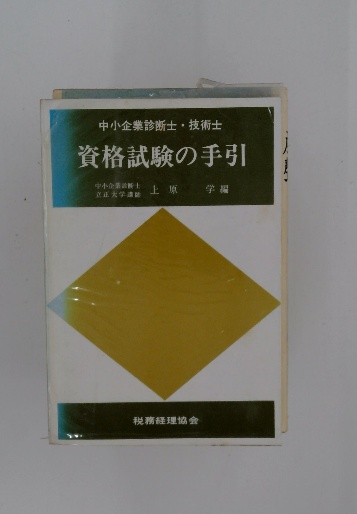 中小企業診断士・技術士
資格試験の手引
中小企業診断士
立正大学講師
上原 学編
税務経理協会